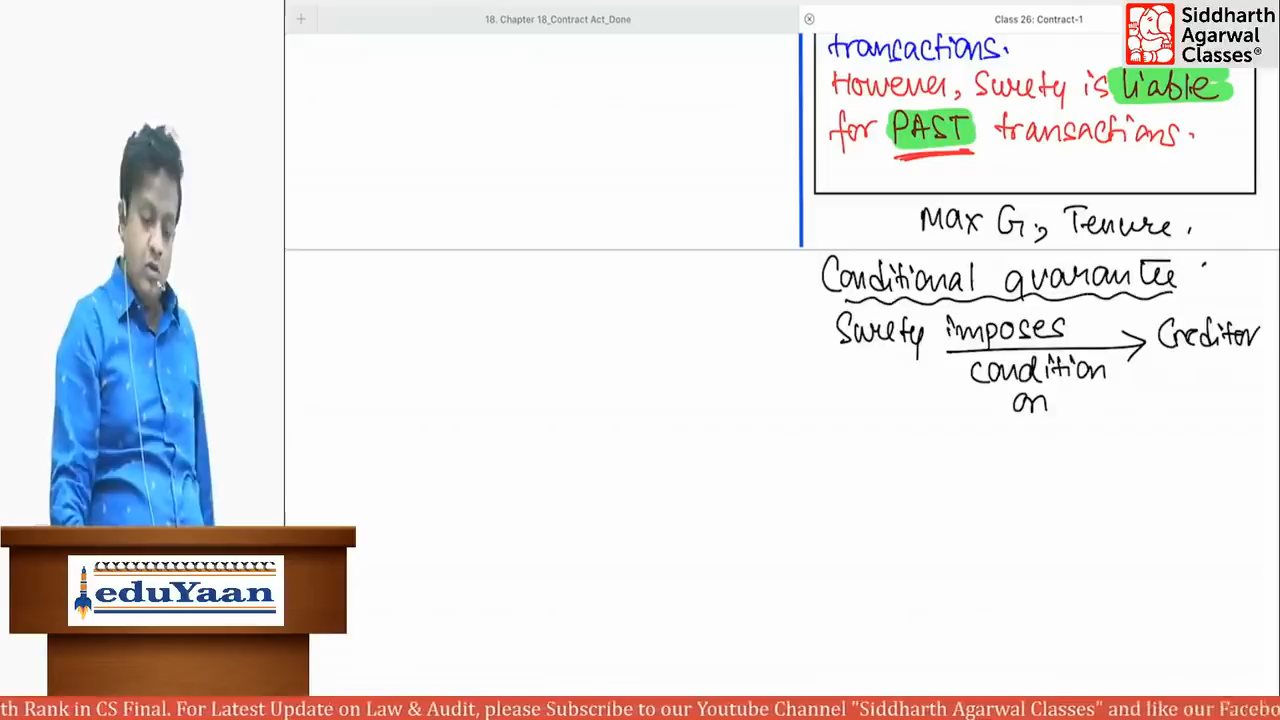 18. Chapter 18_Contract Act_Done
Class 26: Contract-1
Siddharth
Agarwal
Classes®
transactions.
However, Surety is liable
for PAST transactions.
Max G, Tenure.
Conditional guarantee
Surety imposes Creditor
condition
on
eduYaan
th Rank in CS Final. For Latest Update on Law & Audit, please Subscribe to our Youtube Channel "Siddharth Agarwal Classes" and like our Facebo